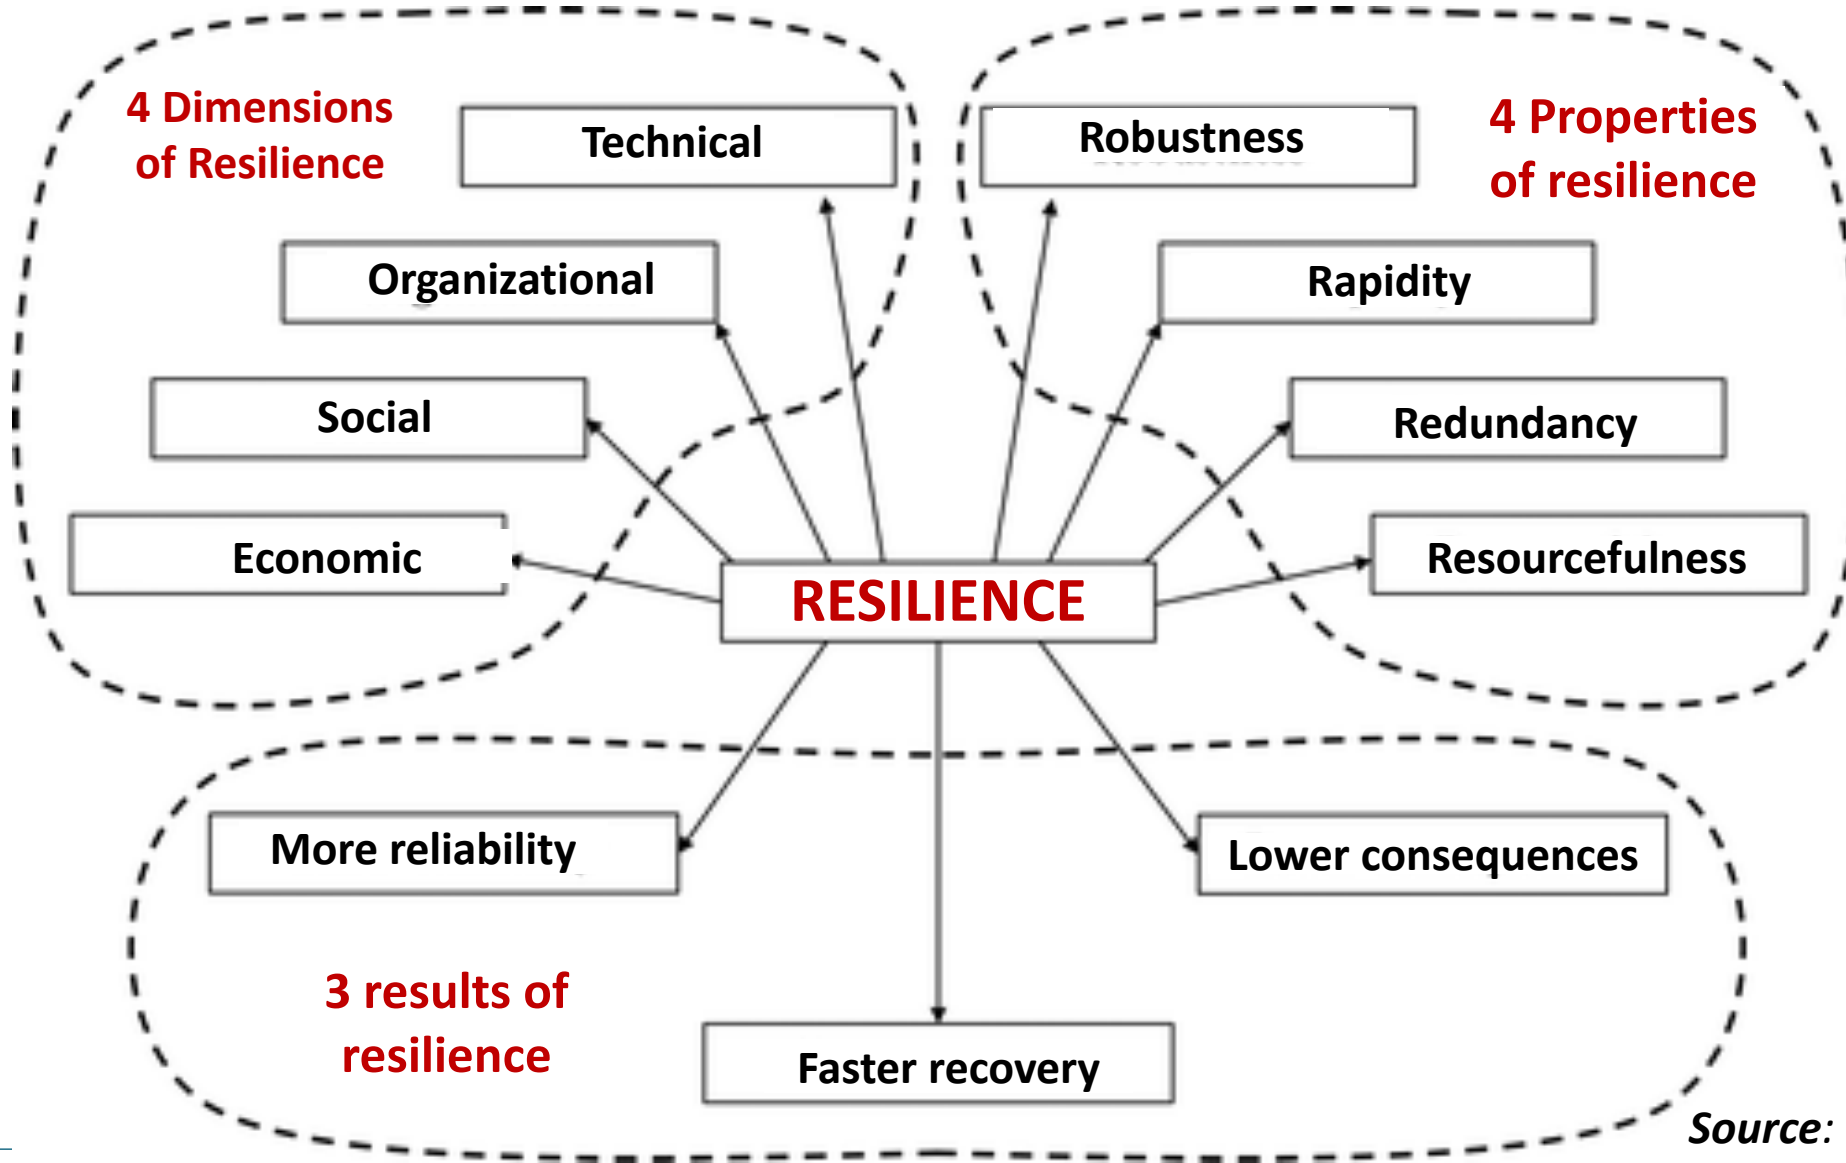 4 Dimensions
of Resilience
Technical
Organizational
Social
Economic
Robustness
4 Properties
of resilience
Rapidity
Redundancy
Resourcefulness
RESILIENCE
More reliability
Lower consequences
3 results of
resilience
Faster recovery
Source: